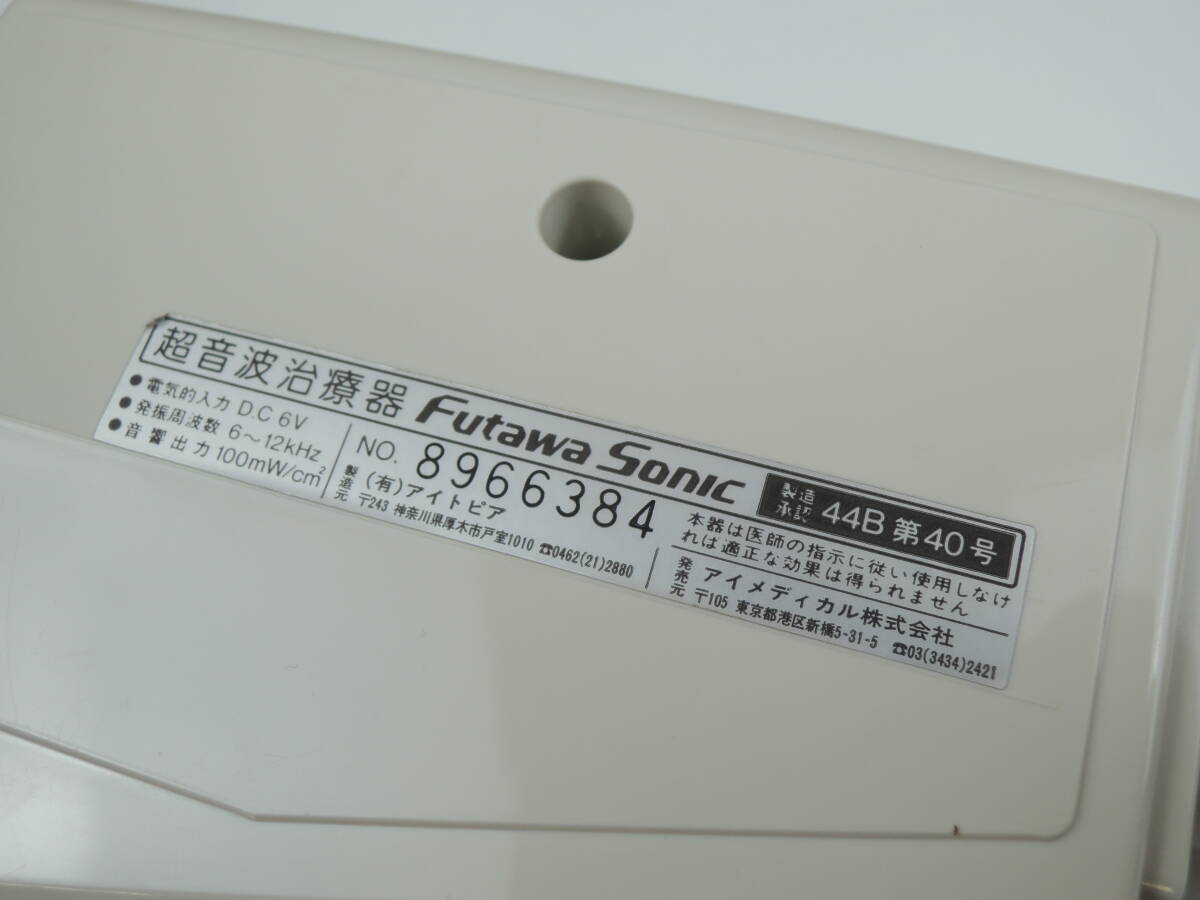 超音波治療器 Futawa Sonic 製造承認 44B第40号
●電気的入力 D.C 6V
●発振周波数 6～12kHz
●音響出力 100mW/cm²
NO. 8966384
製造元 (有)アイトピア
〒243 神奈川県厚木市戸室1010 ☎0462(21)2880
本器は医師の指示に従い使用しなけ
れば適正な効果は得られません
発売元 アイメディカル株式会社
〒105 東京都港区新橋5-31-5 ☎03(3434)2421